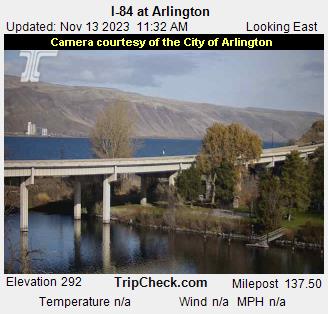 I-84 at Arlington
Updated: Nov 13 2023 11:32 AM Looking East
Camera courtesy of the City of Arlington
Elevation 292 TripCheck.com Milepost 137.50
Temperature n/a Wind n/a MPH n/a